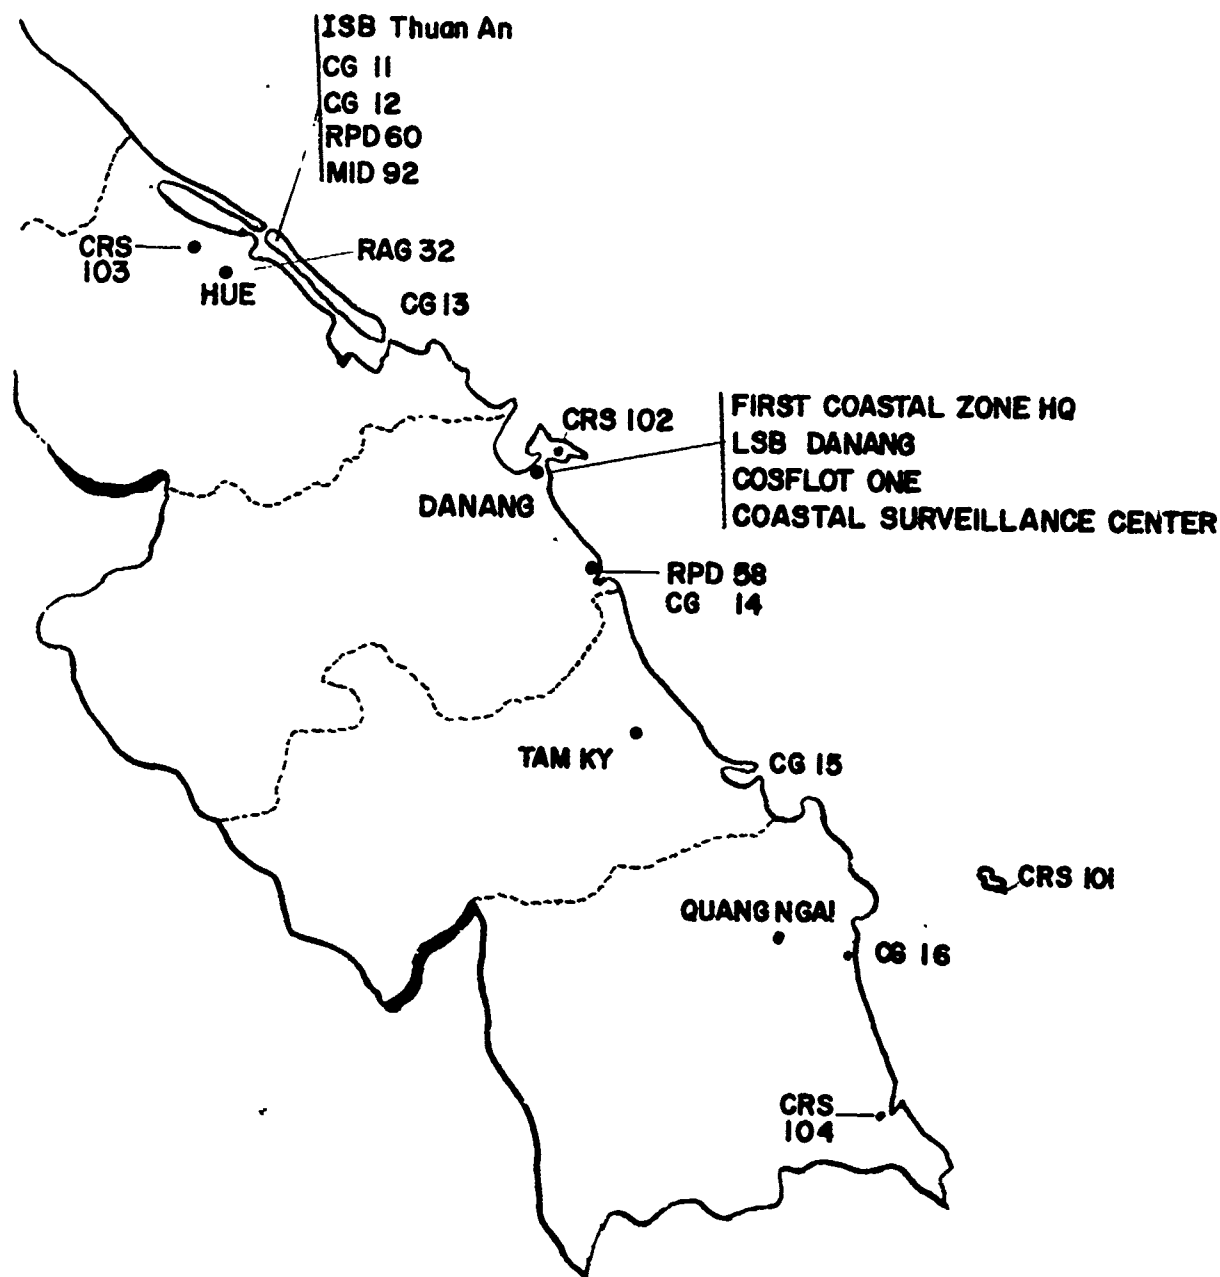 ISB Thuan An
CG 11
CG 12
RPD 60
MID 92
CRS
103
HUE
RAG 32
CG 13
CRS 102
FIRST COASTAL ZONE HQ
LSB DANANG
COSFLOT ONE
COASTAL SURVEILLANCE CENTER
DANANG
RPD 58
CG 14
TAM KY
CG 15
CRS 101
QUANG NGAI
CG 16
CRS
104